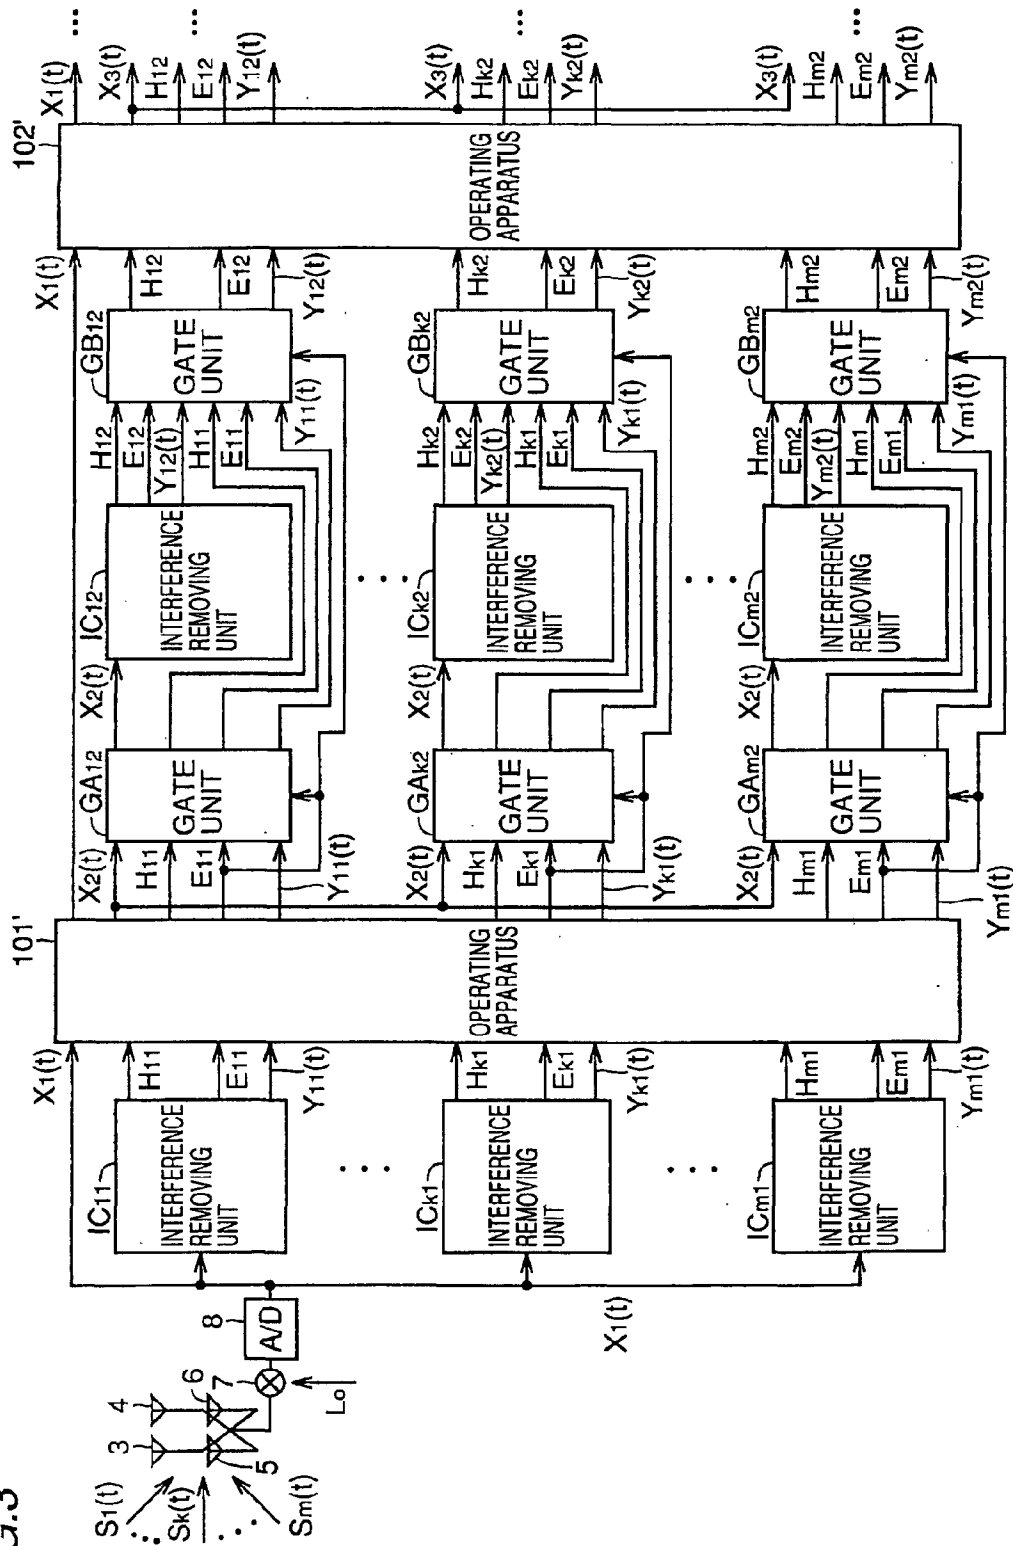 G.3
S1(t)
Sk(t)
Sm(t)
3
4
5
6
7
Lo
8
A/D
X1(t)
X1(t)
IC11
INTERFERENCE
REMOVING
UNIT
H11
E11
Y11(t)
ICk1
INTERFERENCE
REMOVING
UNIT
Hk1
Ek1
Yk1(t)
ICm1
INTERFERENCE
REMOVING
UNIT
Hm1
Em1
Ym1(t)
101'
OPERATING
APPARATUS
X2(t)
H11
E11
Y11(t)
GA12
GATE
UNIT
X2(t)
IC12
INTERFERENCE
REMOVING
UNIT
H12
E12
Y12(t)
H11
E11
Y11(t)
GB12
GATE
UNIT
X1(t)
H12
E12
Y12(t)
X2(t)
Hk1
Ek1
Yk1(t)
GAk2
GATE
UNIT
X2(t)
ICk2
INTERFERENCE
REMOVING
UNIT
Hk2
Ek2
Yk2(t)
Hk1
Ek1
Yk1(t)
GBk2
GATE
UNIT
Hk2
Ek2
Yk2(t)
X2(t)
Hm1
Em1
Ym1(t)
GAm2
GATE
UNIT
X2(t)
ICm2
INTERFERENCE
REMOVING
UNIT
Hm2
Em2
Ym2(t)
Hm1
Em1
Ym1(t)
GBm2
GATE
UNIT
Hm2
Em2
Ym2(t)
102'
OPERATING
APPARATUS
X1(t)
X3(t)
H12
E12
Y12(t)
X3(t)
Hk2
Ek2
Yk2(t)
X3(t)
Hm2
Em2
Ym2(t)